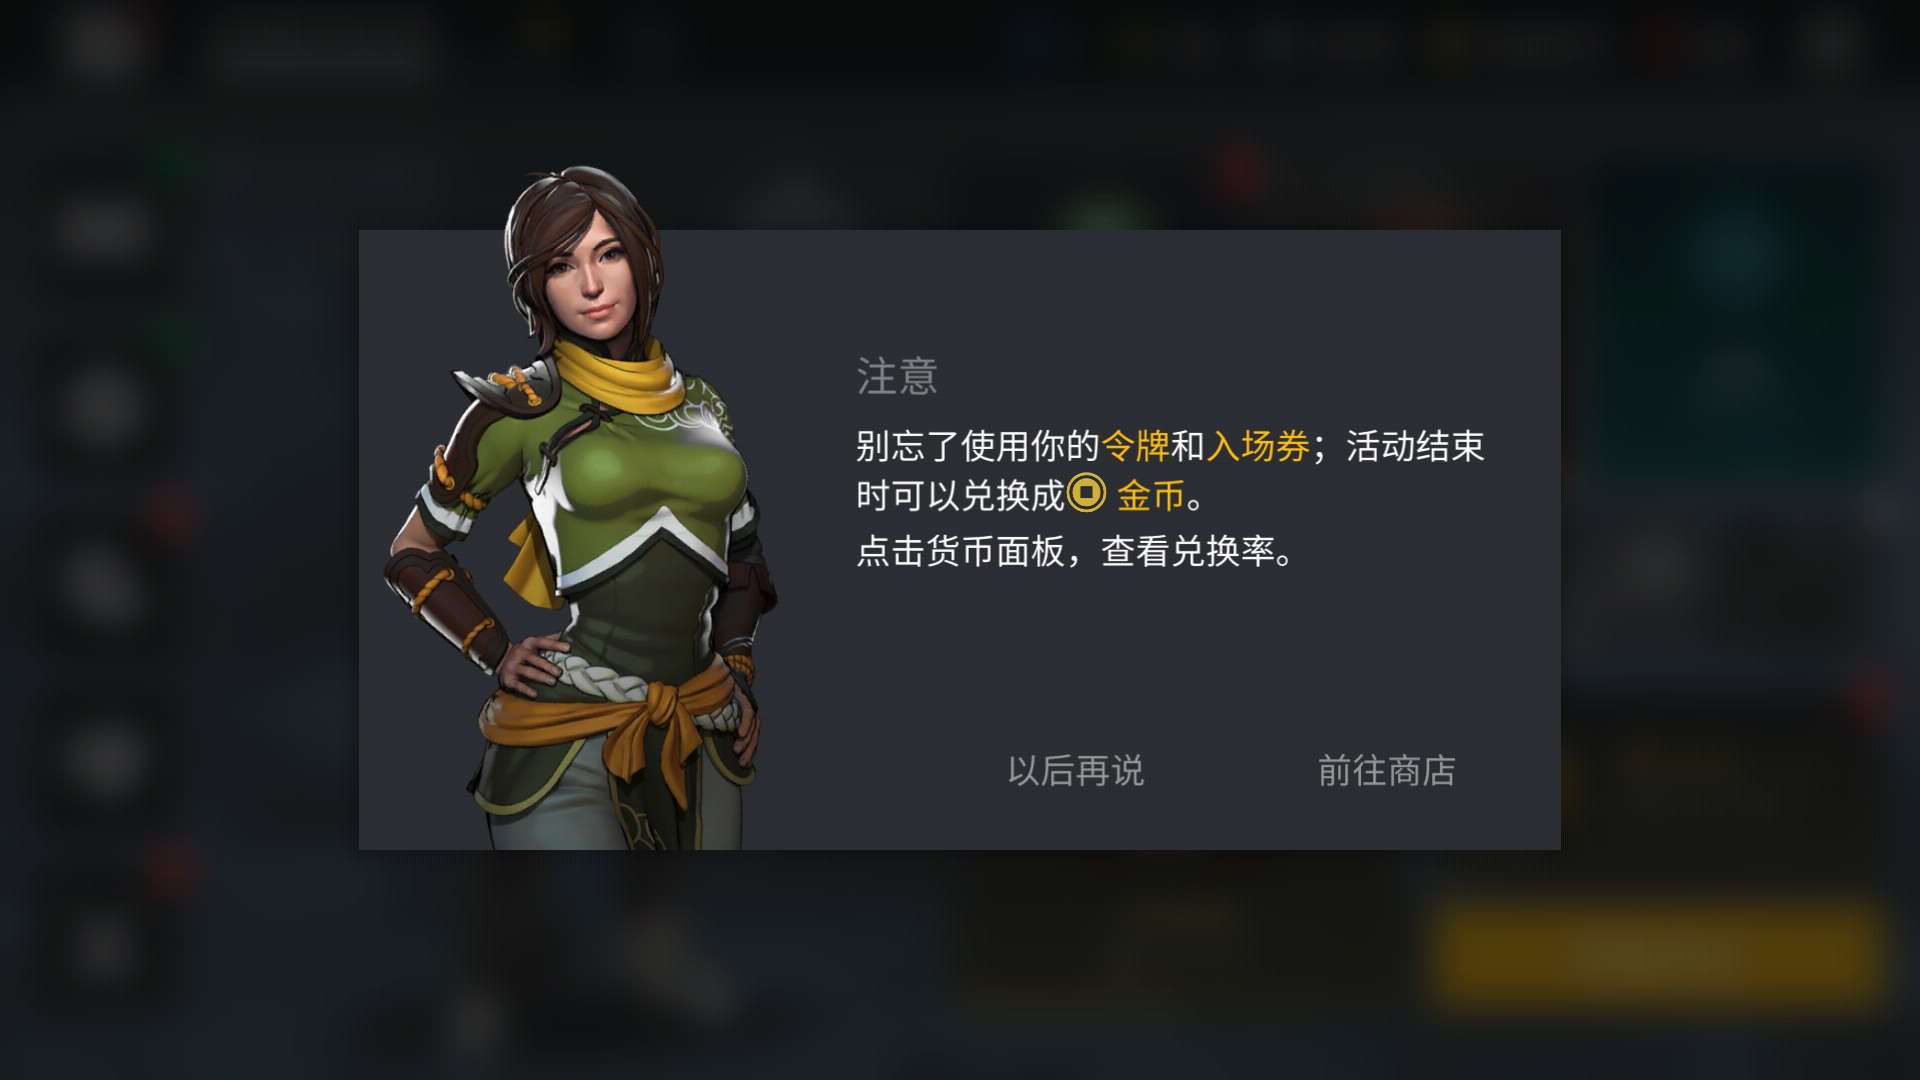 注意
别忘了使用你的令牌和入场券；活动结束
时可以兑换成 金币。
点击货币面板，查看兑换率。
以后再说
前往商店